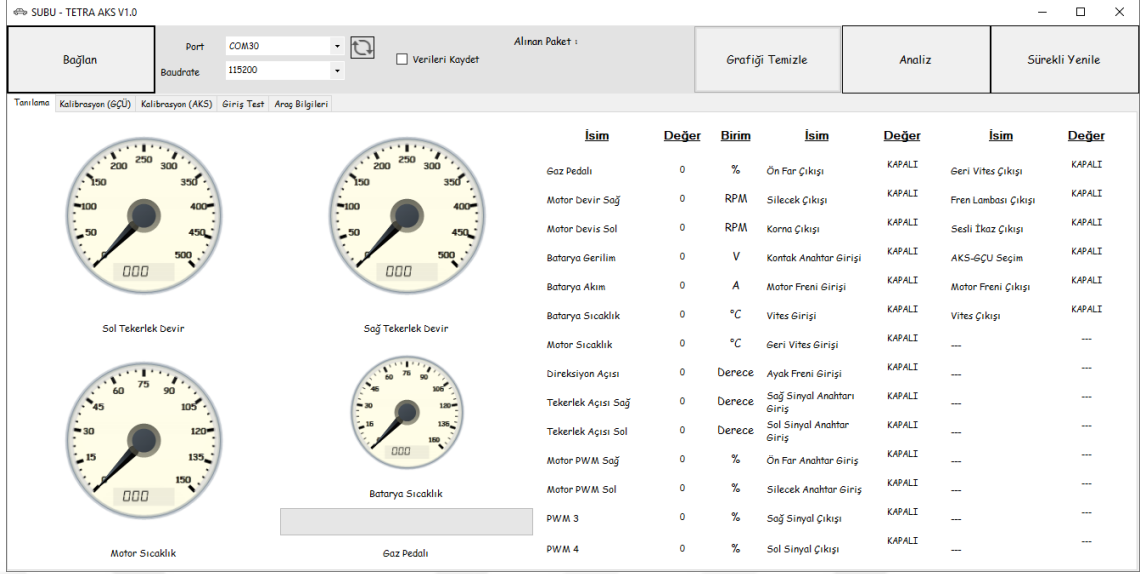 SUBU - TETRA AKS V1.0
Bağlan
Port COM30
Baudrate 115200
Verileri Kaydet
Alınan Paket :
Grafiği Temizle
Analiz
Sürekli Yenile
Tanılama Kalibrasyon (GÇÜ) Kalibrasyon (AKS) Giriş Test Araç Bilgileri
0 50 100 150 200 250 300 350 400 450 500
000
Sol Tekerlek Devir
0 50 100 150 200 250 300 350 400 450 500
000
Sağ Tekerlek Devir
0 15 30 45 60 75 90 105 120 135 150
000
Motor Sıcaklık
16 30 46 60 76 90 106 120 136 160
000
Batarya Sıcaklık
Gaz Pedalı
İsim Değer Birim İsim Değer İsim Değer
Gaz Pedalı 0 % Ön Far Çıkışı KAPALI Geri Vites Çıkışı KAPALI
Motor Devir Sağ 0 RPM Silecek Çıkışı KAPALI Fren Lambası Çıkışı KAPALI
Motor Devis Sol 0 RPM Korna Çıkışı KAPALI Sesli İkaz Çıkışı KAPALI
Batarya Gerilim 0 V Kontak Anahtar Girişi KAPALI AKS-GÇU Seçim KAPALI
Batarya Akım 0 A Motor Freni Girişi KAPALI Motor Freni Çıkışı KAPALI
Batarya Sıcaklık 0 °C Vites Girişi KAPALI Vites Çıkışı KAPALI
Motor Sıcaklık 0 °C Geri Vites Girişi KAPALI --- ---
Direksiyon Açısı 0 Derece Ayak Freni Girişi KAPALI --- ---
Tekerlek Açısı Sağ 0 Derece Sağ Sinyal Anahtarı Giriş KAPALI --- ---
Tekerlek Açısı Sol 0 Derece Sol Sinyal Anahtar Giriş KAPALI --- ---
Motor PWM Sağ 0 % Ön Far Anahtar Giriş KAPALI --- ---
Motor PWM Sol 0 % Silecek Anahtar Giriş KAPALI --- ---
PWM 3 0 % Sağ Sinyal Çıkışı KAPALI --- ---
PWM 4 0 % Sol Sinyal Çıkışı KAPALI --- ---